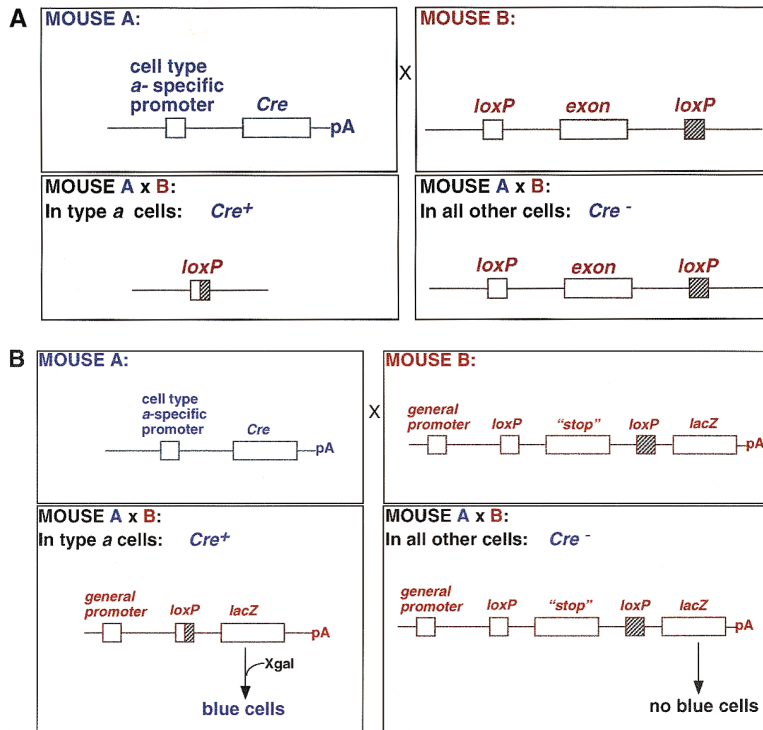 A
MOUSE A:
cell type
a- specific
promoter
Cre
pA
X
MOUSE B:
loxP
exon
loxP
MOUSE A x B:
In type a cells: Cre+
loxP
MOUSE A x B:
In all other cells: Cre -
loxP
exon
loxP
B
MOUSE A:
cell type
a-specific
promoter
Cre
pA
X
MOUSE B:
general
promoter
loxP
“stop”
loxP
lacZ
pA
MOUSE A x B:
In type a cells: Cre+
general
promoter
loxP
lacZ
pA
Xgal
blue cells
MOUSE A x B:
In all other cells: Cre -
general
promoter
loxP
“stop”
loxP
lacZ
pA
no blue cells